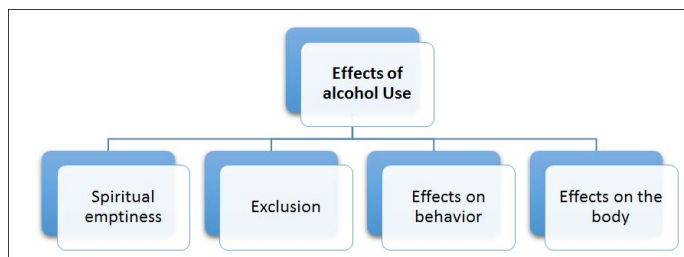 Effects of
alcohol Use
Spiritual
emptiness
Exclusion
Effects on
behavior
Effects on the
body